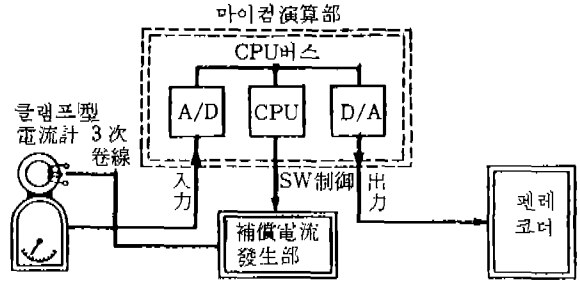 마이컴演算部
CPU버스
A/D
CPU
D/A
클램프型
電流計
3次
卷線
入力
SW制御
出力
補償電流
發生部
펜레
코더